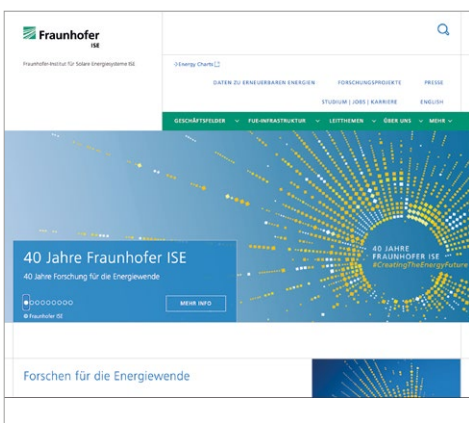 Fraunhofer
ISE
Fraunhofer-Institut für Solare Energiesysteme ISE
Energy Charts
DATEN ZU ERNEUERBAREN ENERGIEN FORSCHUNGSPROJEKTE PRESSE
STUDIUM | JOBS | KARRIERE ENGLISH
GESCHÄFTSFELDER FUE-INFRASTRUKTUR LEITTHEMEN ÜBER UNS MEHR
40 JAHRE
FRAUNHOFER ISE
#CreatingTheEnergyFuture
40 Jahre Fraunhofer ISE
40 Jahre Forschung für die Energiewende
MEHR INFO
© Fraunhofer ISE
Forschen für die Energiewende